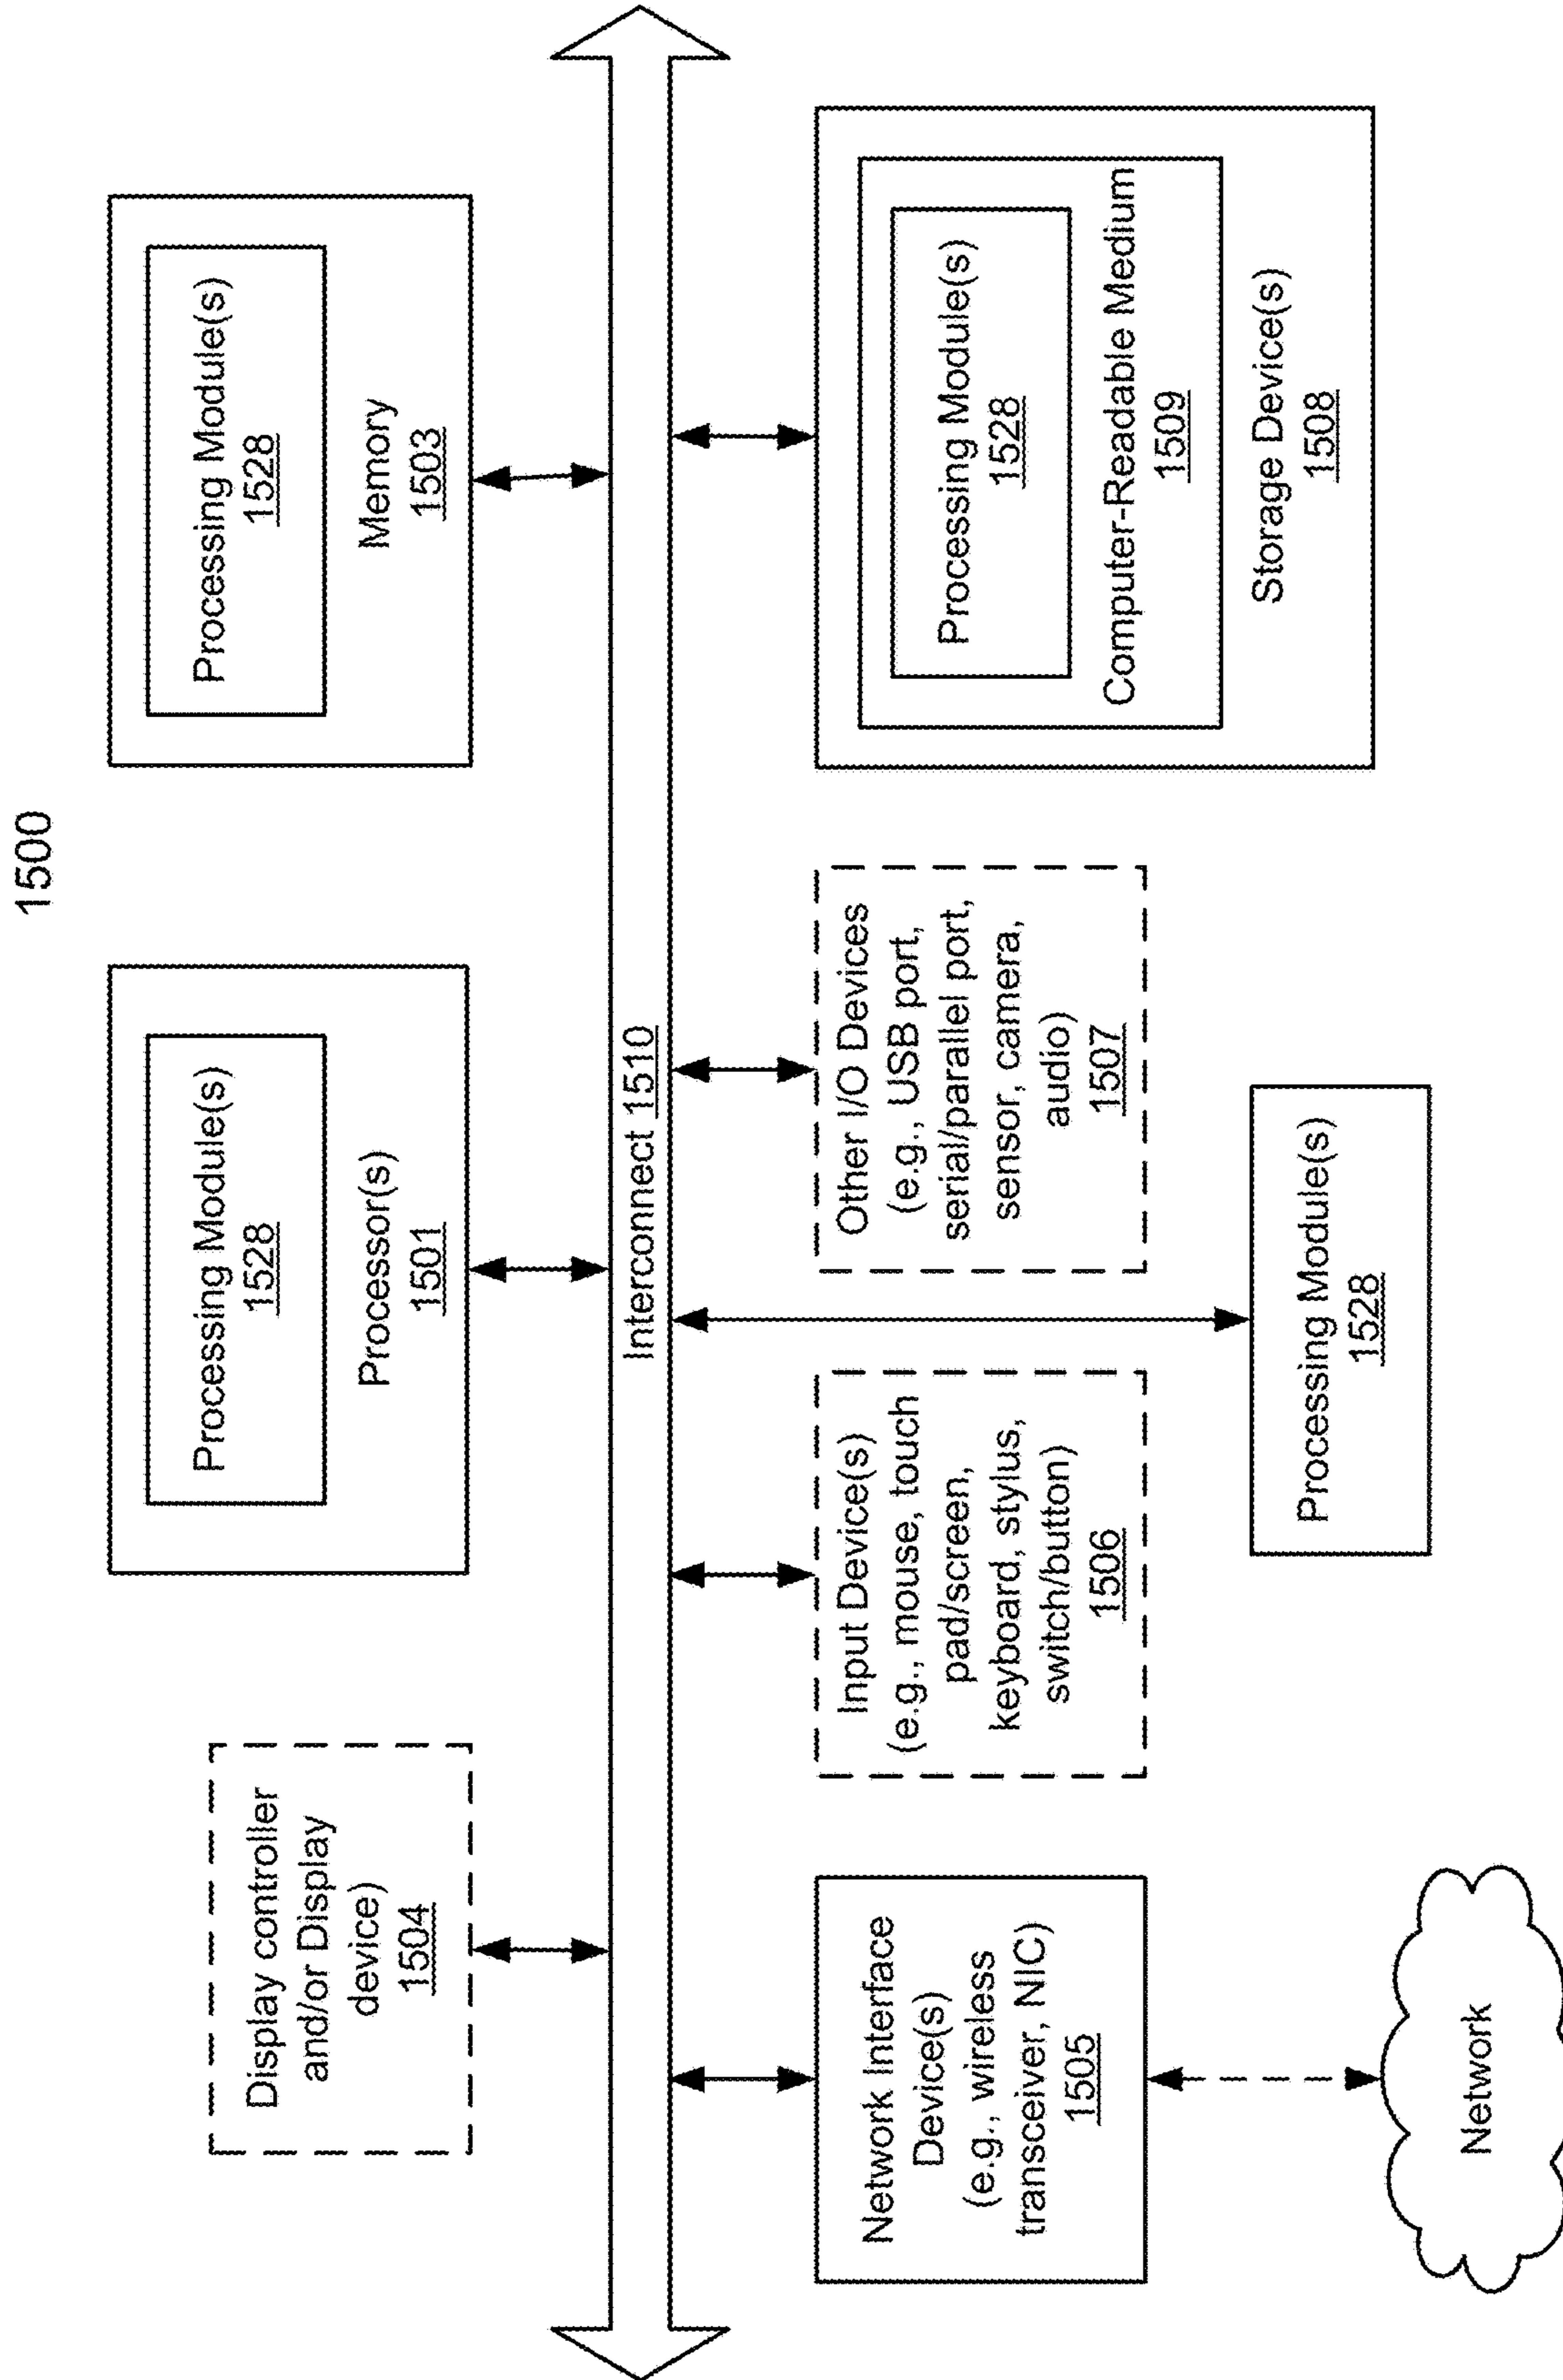 1500
Display controller
and/or Display
device)
1504
Processing Module(s)
1528
Processor(s)
1501
Processing Module(s)
1528
Memory
1503
Interconnect 1510
Network Interface
Device(s)
(e.g., wireless
transceiver, NIC)
1505
Input Device(s)
(e.g., mouse, touch
pad/screen,
keyboard, stylus,
switch/button)
1506
Other I/O Devices
(e.g., USB port,
serial/parallel port,
sensor, camera,
audio)
1507
Processing Module(s)
1528
Computer-Readable Medium
1509
Storage Device(s)
1508
Processing Module(s)
1528
Network